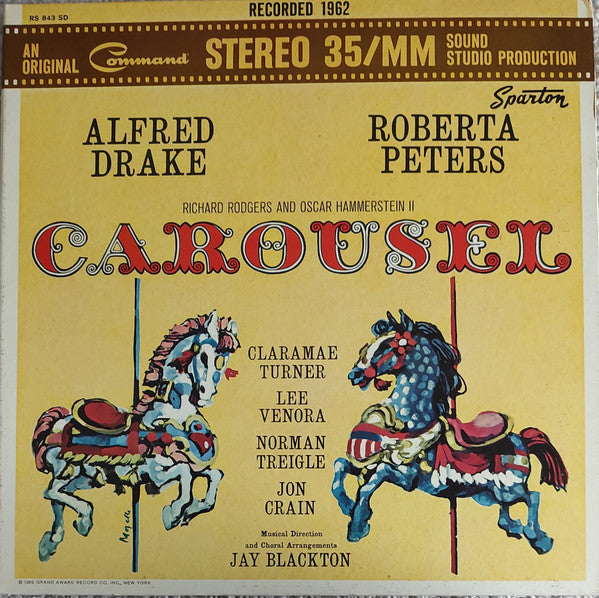 RECORDED 1962
RS 843 SD
AN ORIGINAL Command STEREO 35/MM SOUND STUDIO PRODUCTION
Sparton
ALFRED DRAKE
ROBERTA PETERS
RICHARD RODGERS AND OSCAR HAMMERSTEIN II
CAROUSEL
CLARAMAE
TURNER
LEE
VENORA
NORMAN
TREIGLE
JON
CRAIN
Musical Direction
and Choral Arrangements
JAY BLACKTON
© 1962 GRAND AWARD RECORD CO. INC., NEW YORK